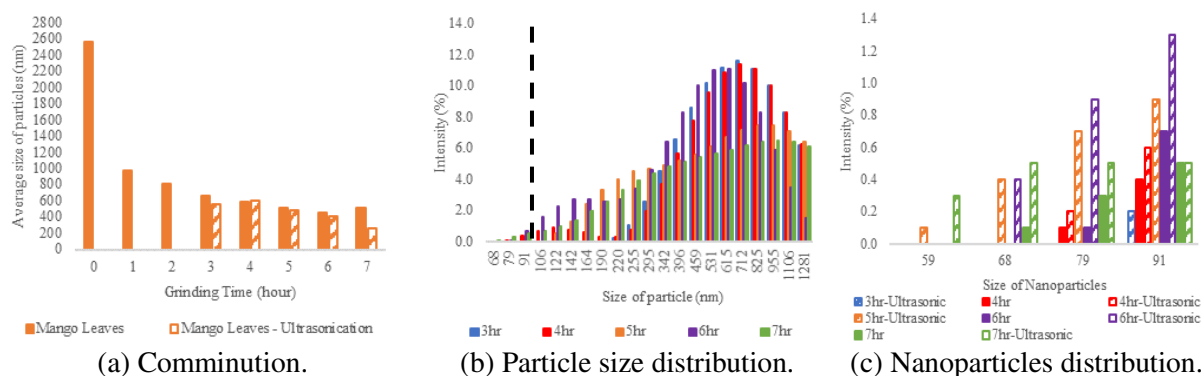 2800
2600
2400
2200
2000
1800
1600
1400
1200
1000
800
600
400
200
0
Average size of particles (nm)
0 1 2 3 4 5 6 7
Grinding Time (hour)
Mango Leaves Mango Leaves - Ultrasonication
(a) Comminution.
14.0
12.0
10.0
8.0
6.0
4.0
2.0
0.0
Intensity (%)
68 79 91 106 122 142 164 190 220 255 295 342 396 459 531 615 712 825 955 1106 1281
Size of particle (nm)
3hr 4hr 5hr 6hr 7hr
(b) Particle size distribution.
1.4
1.2
1.0
0.8
0.6
0.4
0.2
0.0
Intensity (%)
59 68 79 91
Size of Nanoparticles
3hr-Ultrasonic 4hr 4hr-Ultrasonic
5hr-Ultrasonic 6hr 6hr-Ultrasonic
7hr 7hr-Ultrasonic
(c) Nanoparticles distribution.